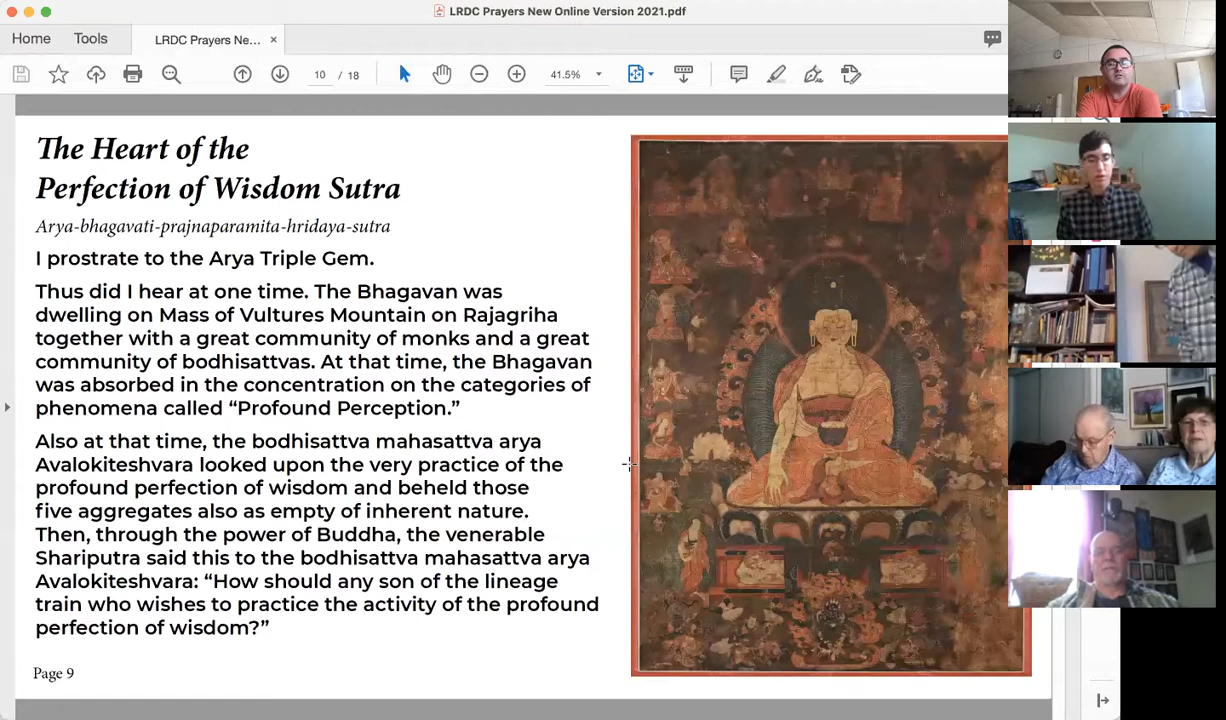 LRDC Prayers New Online Version 2021.pdf
Home
Tools
LRDC Prayers Ne... ×
10 / 18
41.5%
The Heart of the
Perfection of Wisdom Sutra
Arya-bhagavati-prajnaparamita-hridaya-sutra
I prostrate to the Arya Triple Gem.
Thus did I hear at one time. The Bhagavan was
dwelling on Mass of Vultures Mountain on Rajagriha
together with a great community of monks and a great
community of bodhisattvas. At that time, the Bhagavan
was absorbed in the concentration on the categories of
phenomena called “Profound Perception.”
Also at that time, the bodhisattva mahasattva arya
Avalokiteshvara looked upon the very practice of the
profound perfection of wisdom and beheld those
five aggregates also as empty of inherent nature.
Then, through the power of Buddha, the venerable
Shariputra said this to the bodhisattva mahasattva arya
Avalokiteshvara: “How should any son of the lineage
train who wishes to practice the activity of the profound
perfection of wisdom?”
Page 9